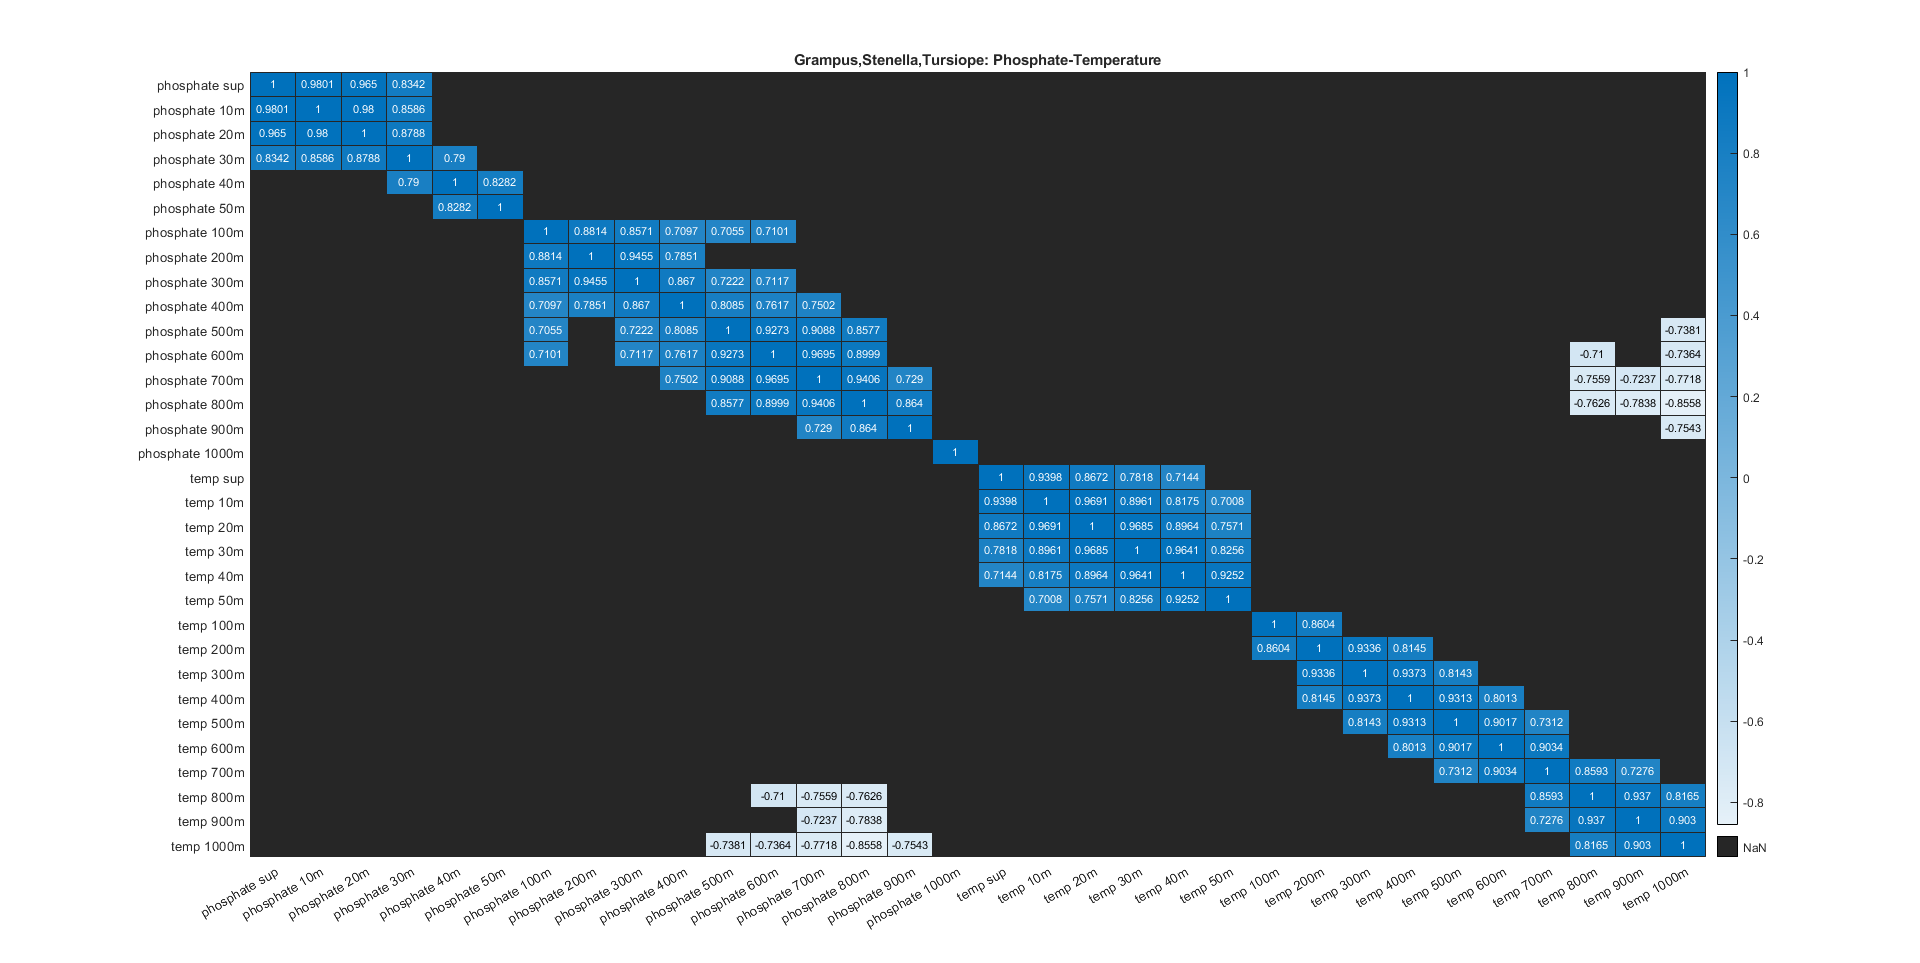 Grampus,Stenella,Tursiope: Phosphate-Temperature
phosphate sup 1 0.9801 0.965 0.8342
phosphate 10m 0.9801 1 0.98 0.8586
phosphate 20m 0.965 0.98 1 0.8788
phosphate 30m 0.8342 0.8586 0.8788 1 0.79
phosphate 40m 0.79 1 0.8282
phosphate 50m 0.8282 1
phosphate 100m 1 0.8814 0.8571 0.7097 0.7055 0.7101
phosphate 200m 0.8814 1 0.9455 0.7851
phosphate 300m 0.8571 0.9455 1 0.867 0.7222 0.7117
phosphate 400m 0.7097 0.7851 0.867 1 0.8085 0.7617 0.7502
phosphate 500m 0.7055 0.7222 0.8085 1 0.9273 0.9088 0.8577 -0.7381
phosphate 600m 0.7101 0.7117 0.7617 0.9273 1 0.9695 0.8999 -0.71 -0.7364
phosphate 700m 0.7502 0.9088 0.9695 1 0.9406 0.729 -0.7559 -0.7237 -0.7718
phosphate 800m 0.8577 0.8999 0.9406 1 0.864 -0.7626 -0.7838 -0.8558
phosphate 900m 0.729 0.864 1 -0.7543
phosphate 1000m 1
temp sup 1 0.9398 0.8672 0.7818 0.7144
temp 10m 0.9398 1 0.9691 0.8961 0.8175 0.7008
temp 20m 0.8672 0.9691 1 0.9685 0.8964 0.7571
temp 30m 0.7818 0.8961 0.9685 1 0.9641 0.8256
temp 40m 0.7144 0.8175 0.8964 0.9641 1 0.9252
temp 50m 0.7008 0.7571 0.8256 0.9252 1
temp 100m 1 0.8604
temp 200m 0.8604 1 0.9336 0.8145
temp 300m 0.9336 1 0.9373 0.8143
temp 400m 0.8145 0.9373 1 0.9313 0.8013
temp 500m 0.8143 0.9313 1 0.9017 0.7312
temp 600m 0.8013 0.9017 1 0.9034
temp 700m 0.7312 0.9034 1 0.8593 0.7276
temp 800m -0.71 -0.7559 -0.7626 0.8593 1 0.937 0.8165
temp 900m -0.7237 -0.7838 0.7276 0.937 1 0.903
temp 1000m -0.7381 -0.7364 -0.7718 -0.8558 -0.7543 0.8165 0.903 1
phosphate sup
phosphate 10m
phosphate 20m
phosphate 30m
phosphate 40m
phosphate 50m
phosphate 100m
phosphate 200m
phosphate 300m
phosphate 400m
phosphate 500m
phosphate 600m
phosphate 700m
phosphate 800m
phosphate 900m
phosphate 1000m
temp sup
temp 10m
temp 20m
temp 30m
temp 40m
temp 50m
temp 100m
temp 200m
temp 300m
temp 400m
temp 500m
temp 600m
temp 700m
temp 800m
temp 900m
temp 1000m
1
0.8
0.6
0.4
0.2
0
-0.2
-0.4
-0.6
-0.8
NaN